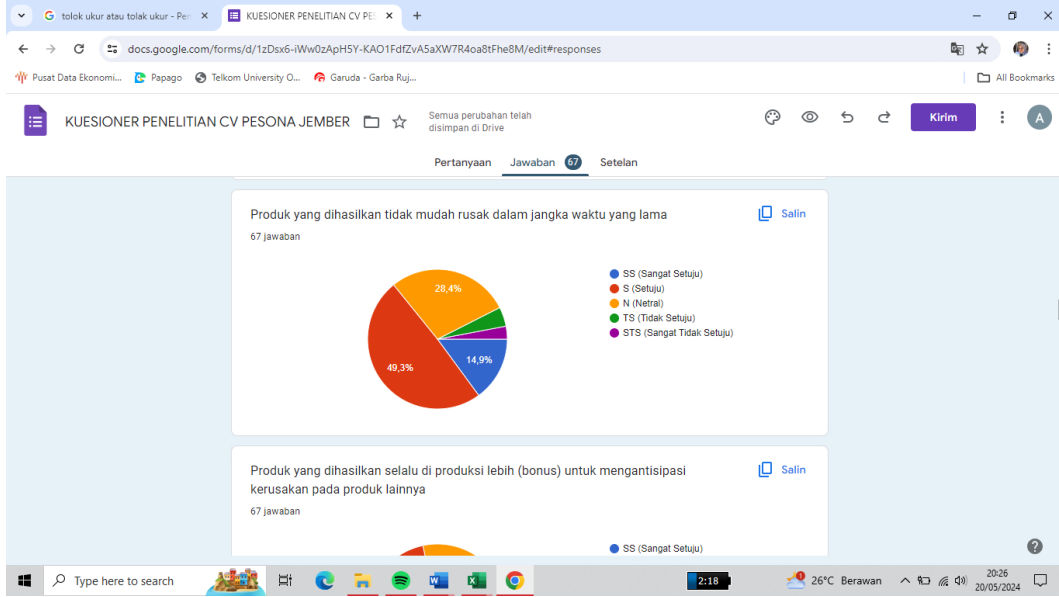 tolok ukur atau tolak ukur - Pen
KUESIONER PENELITIAN CV PES
docs.google.com/forms/d/1zDsx6-iWw0zApH5Y-KAO1FdfZvA5aXW7R4oa8tFhe8M/edit#responses
Pusat Data Ekonomi... Papago Telkom University O... Garuda - Garba Ruj... All Bookmarks
KUESIONER PENELITIAN CV PESONA JEMBER
Semua perubahan telah
disimpan di Drive
Kirim
A
Pertanyaan Jawaban 67 Setelan
Produk yang dihasilkan tidak mudah rusak dalam jangka waktu yang lama
Salin
67 jawaban
SS (Sangat Setuju)
S (Setuju)
N (Netral)
TS (Tidak Setuju)
STS (Sangat Tidak Setuju)
28,4%
14,9%
49,3%
Produk yang dihasilkan selalu di produksi lebih (bonus) untuk mengantisipasi
kerusakan pada produk lainnya
Salin
67 jawaban
SS (Sangat Setuju)
Type here to search
2:18
26°C Berawan
20:26
20/05/2024